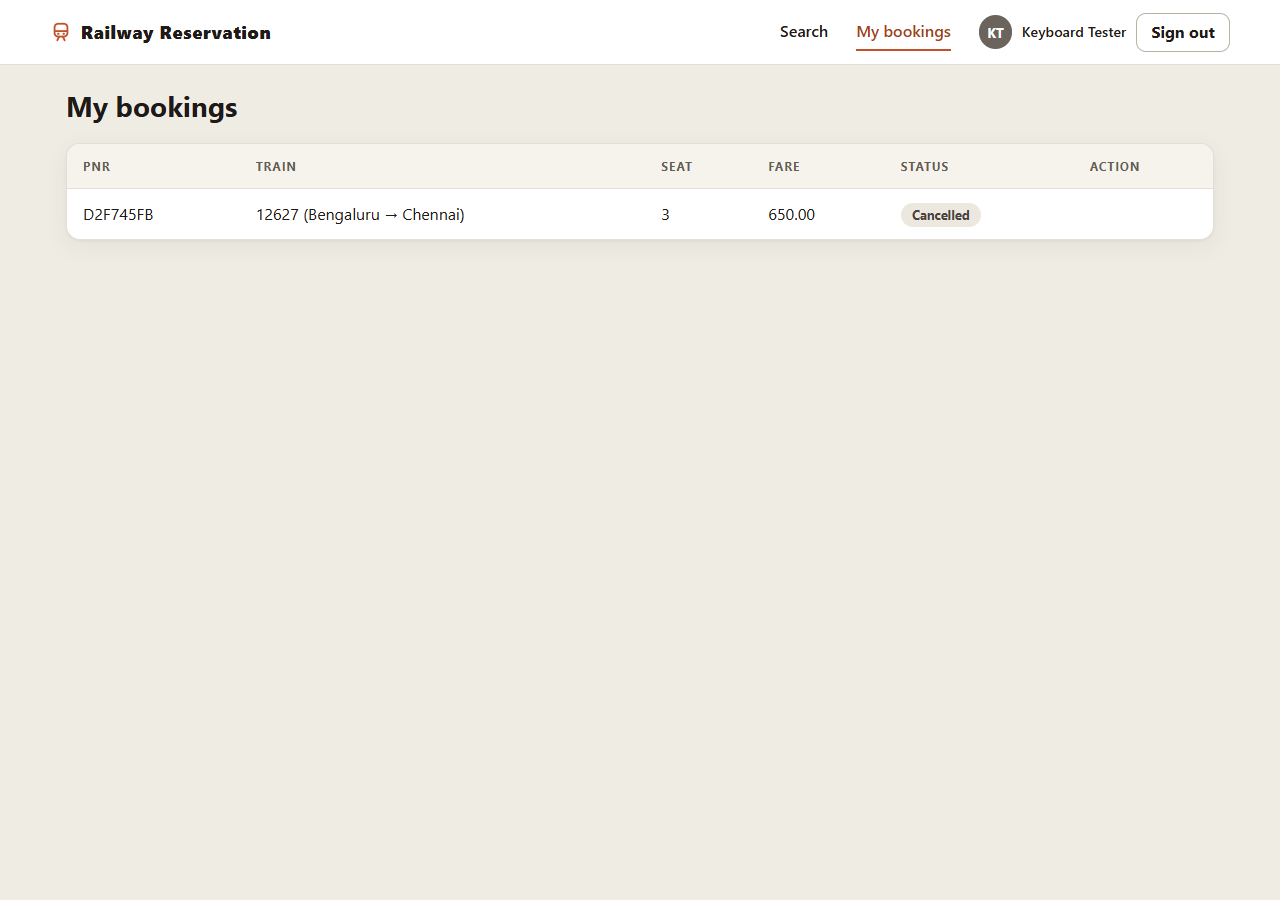 Railway Reservation
Search
My bookings
KT
Keyboard Tester
Sign out
My bookings
PNR TRAIN SEAT FARE STATUS ACTION
D2F745FB 12627 (Bengaluru → Chennai) 3 650.00 Cancelled